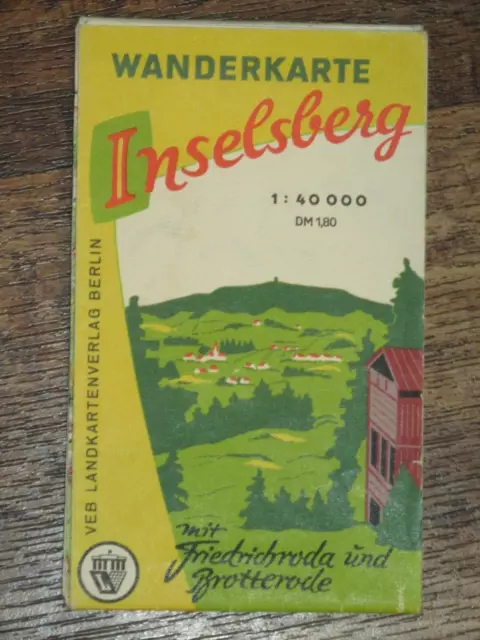 WANDERKARTE
Inselsberg
1 : 40 000
DM 1,80
VEB LANDKARTENVERLAG BERLIN
mit
Friedrichroda und
Brotterode